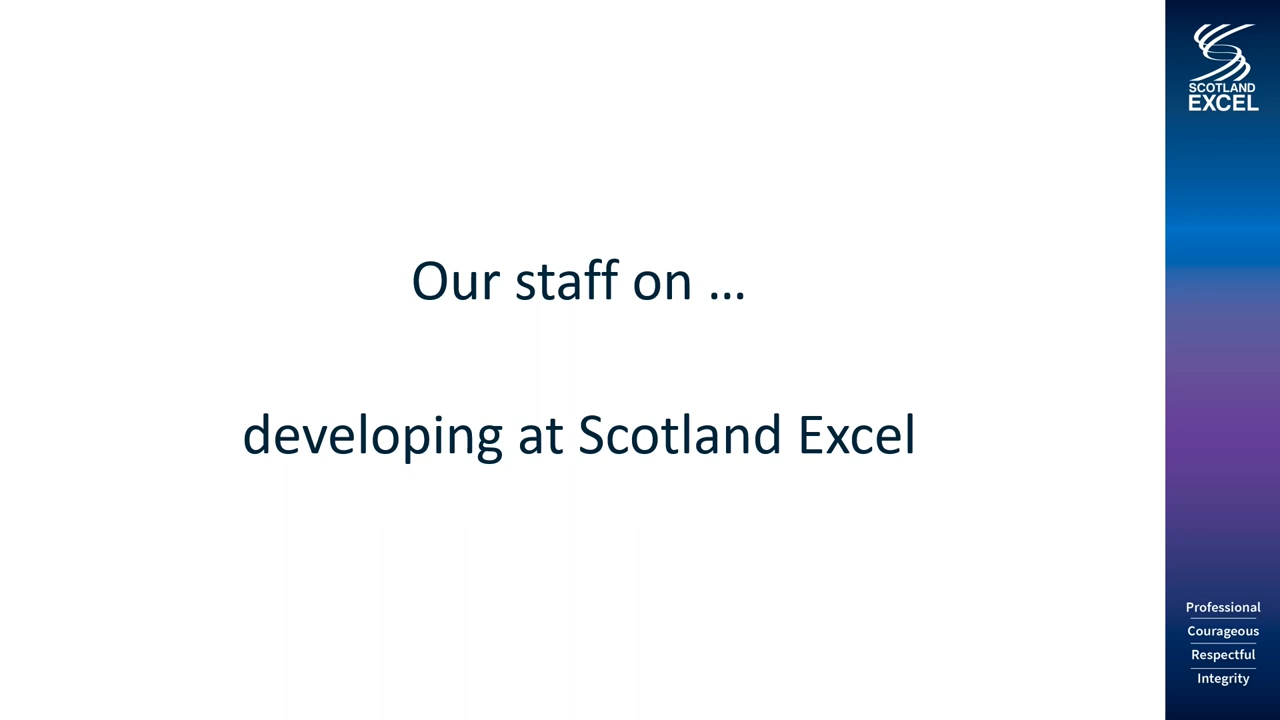 Our staff on …
developing at Scotland Excel
SCOTLAND
EXCEL
Professional
Courageous
Respectful
Integrity